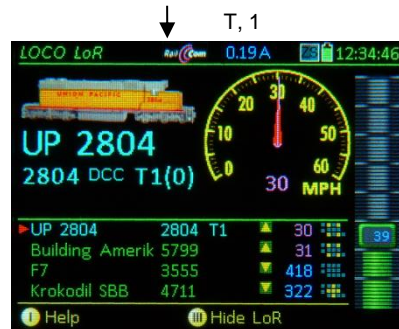 T, 1
LOCO LoR RailCom 0.19A ZS 12:34:46
UNION PACIFIC
10 20 30 40 50
0 60
UP 2804
2804 DCC T1(0)
30 MPH
UP 2804 2804 T1 30
39
Building Amerik 5799 31
F7 3555 418
Krokodil SBB 4711 322
I Help III Hide LoR